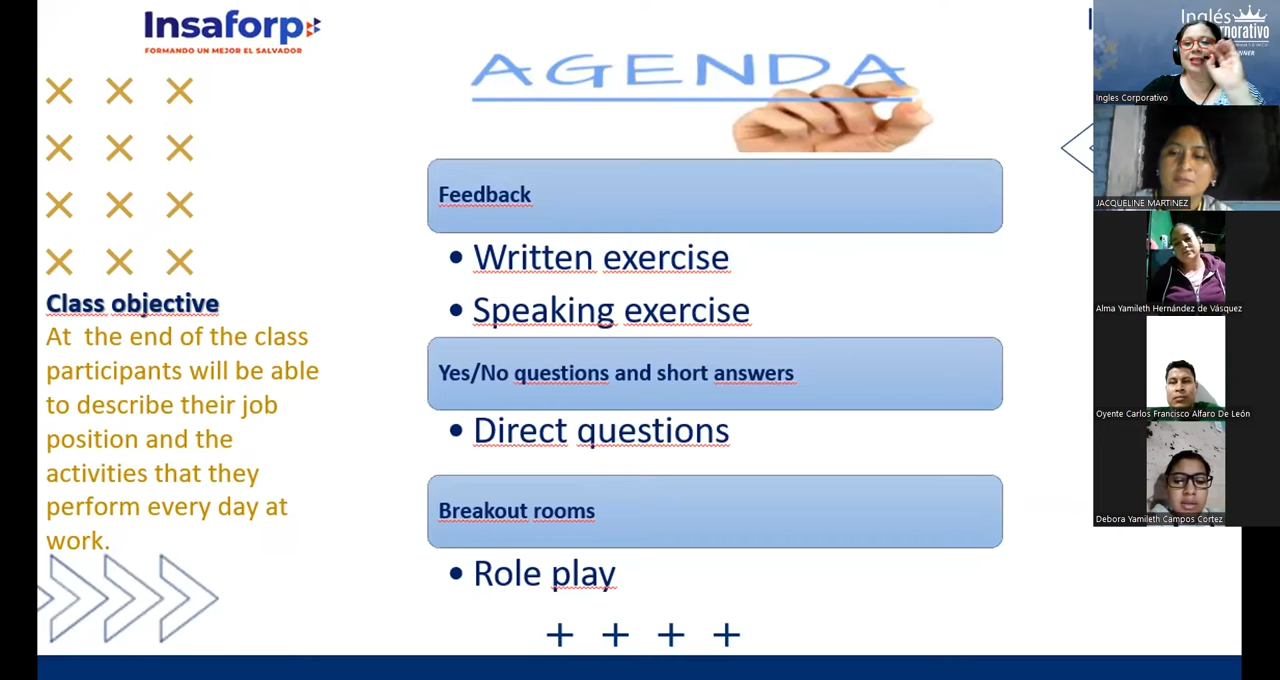 Insaforp
FORMANDO UN MEJOR EL SALVADOR
AGENDA
Feedback
• Written exercise
• Speaking exercise
Yes/No questions and short answers
• Direct questions
Breakout rooms
• Role play
Class objective
At the end of the class
participants will be able
to describe their job
position and the
activities that they
perform every day at
work.
Inglés
Ingles Corporativo
JACQUELINE MARTINEZ
Alma Yamileth Hernández de Vásquez
Oyente Carlos Francisco Alfaro De León
Debora Yamileth Campos Cortez